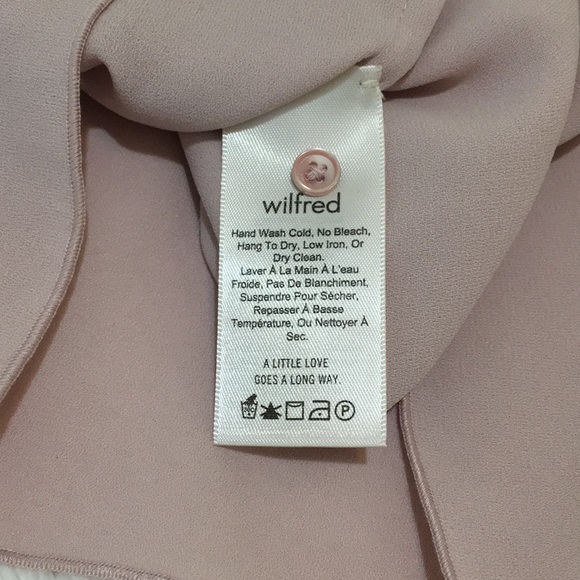 wilfred
Hand Wash Cold, No Bleach,
Hang To Dry, Low Iron, Or
Dry Clean.
Laver À La Main À L'eau
Froide, Pas De Blanchiment,
Suspendre Pour Sècher,
Repasser À Basse
Température, Ou Nettoyer À
Sec.
A LITTLE LOVE
GOES A LONG WAY.
P